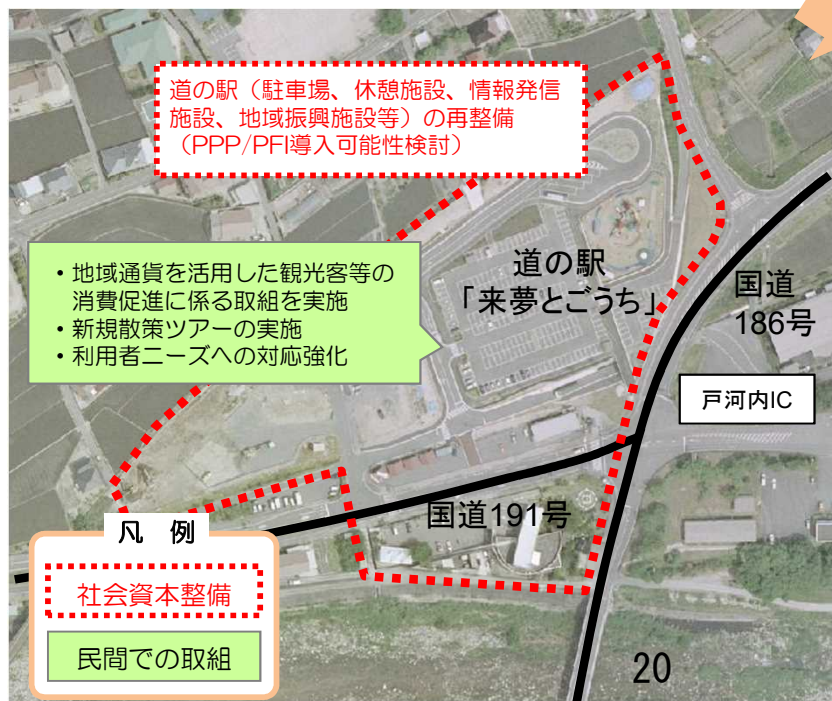 道の駅（駐車場、休憩施設、情報発信
施設、地域振興施設等）の再整備
（PPP/PFI導入可能性検討）
・地域通貨を活用した観光客等の
消費促進に係る取組を実施
・新規散策ツアーの実施
・利用者ニーズへの対応強化
道の駅
「来夢とごうち」
国道
186号
戸河内IC
国道191号
凡 例
社会資本整備
民間での取組
20